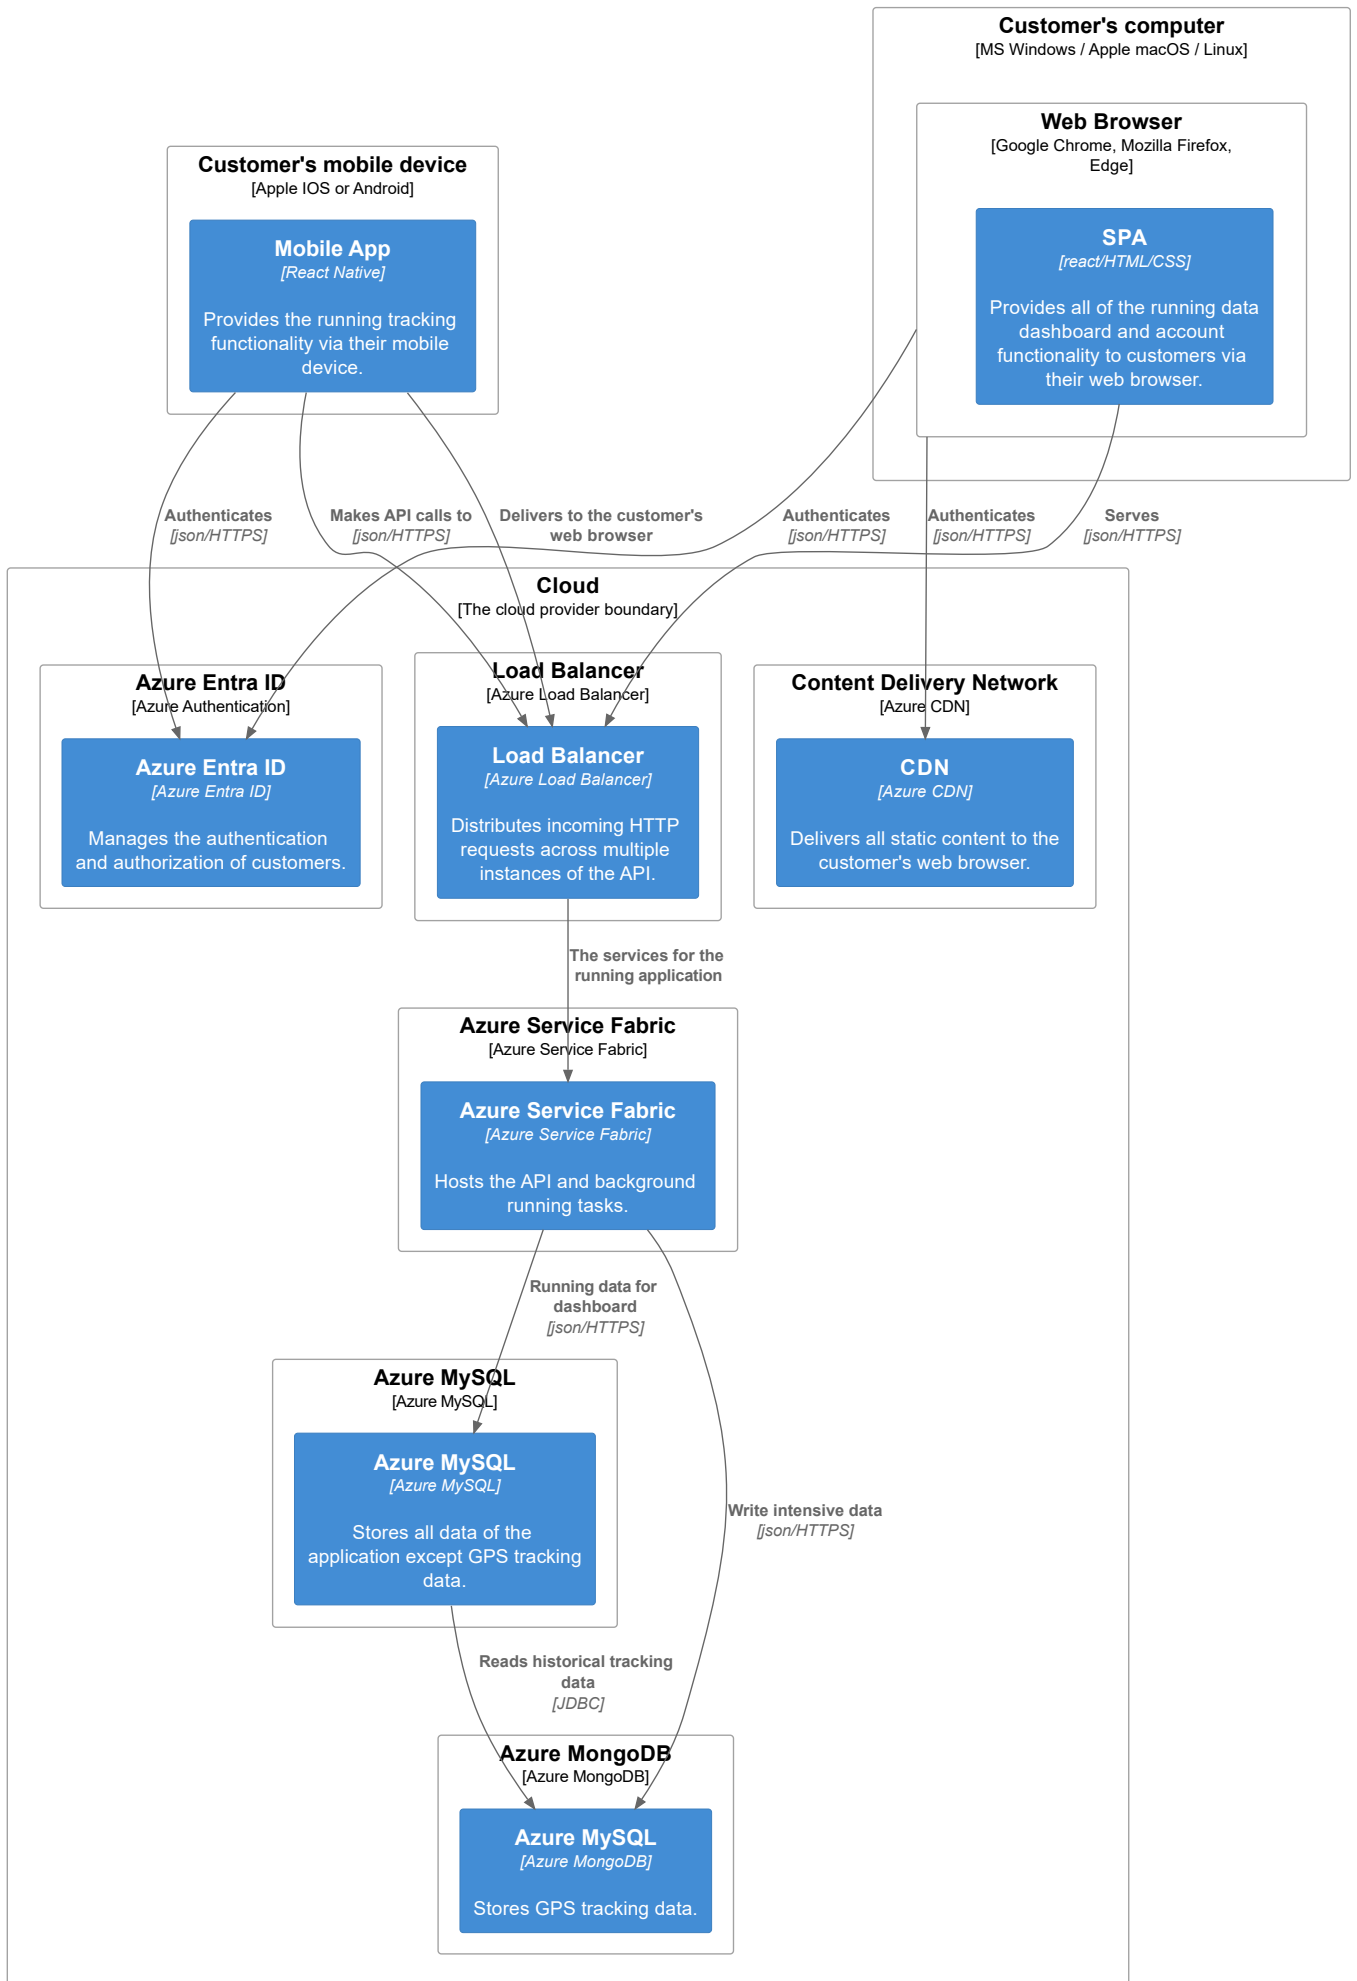 Customer's computer
[MS Windows / Apple macOS / Linux]
Web Browser
[Google Chrome, Mozilla Firefox,
Edge]
SPA
[react/HTML/CSS]
Provides all of the running data
dashboard and account
functionality to customers via
their web browser.
Customer's mobile device
[Apple IOS or Android]
Mobile App
[React Native]
Provides the running tracking
functionality via their mobile
device.
Authenticates
[json/HTTPS]
Makes API calls to
[json/HTTPS]
Delivers to the customer's
web browser
Authenticates
[json/HTTPS]
Authenticates
[json/HTTPS]
Serves
[json/HTTPS]
Cloud
[The cloud provider boundary]
Azure Entra ID
[Azure Authentication]
Azure Entra ID
[Azure Entra ID]
Manages the authentication
and authorization of customers.
Load Balancer
[Azure Load Balancer]
Load Balancer
[Azure Load Balancer]
Distributes incoming HTTP
requests across multiple
instances of the API.
Content Delivery Network
[Azure CDN]
CDN
[Azure CDN]
Delivers all static content to the
customer's web browser.
The services for the
running application
Azure Service Fabric
[Azure Service Fabric]
Azure Service Fabric
[Azure Service Fabric]
Hosts the API and background
running tasks.
Running data for
dashboard
[json/HTTPS]
Azure MySQL
[Azure MySQL]
Azure MySQL
[Azure MySQL]
Stores all data of the
application except GPS tracking
data.
Write intensive data
[json/HTTPS]
Reads historical tracking
data
[JDBC]
Azure MongoDB
[Azure MongoDB]
Azure MySQL
[Azure MongoDB]
Stores GPS tracking data.